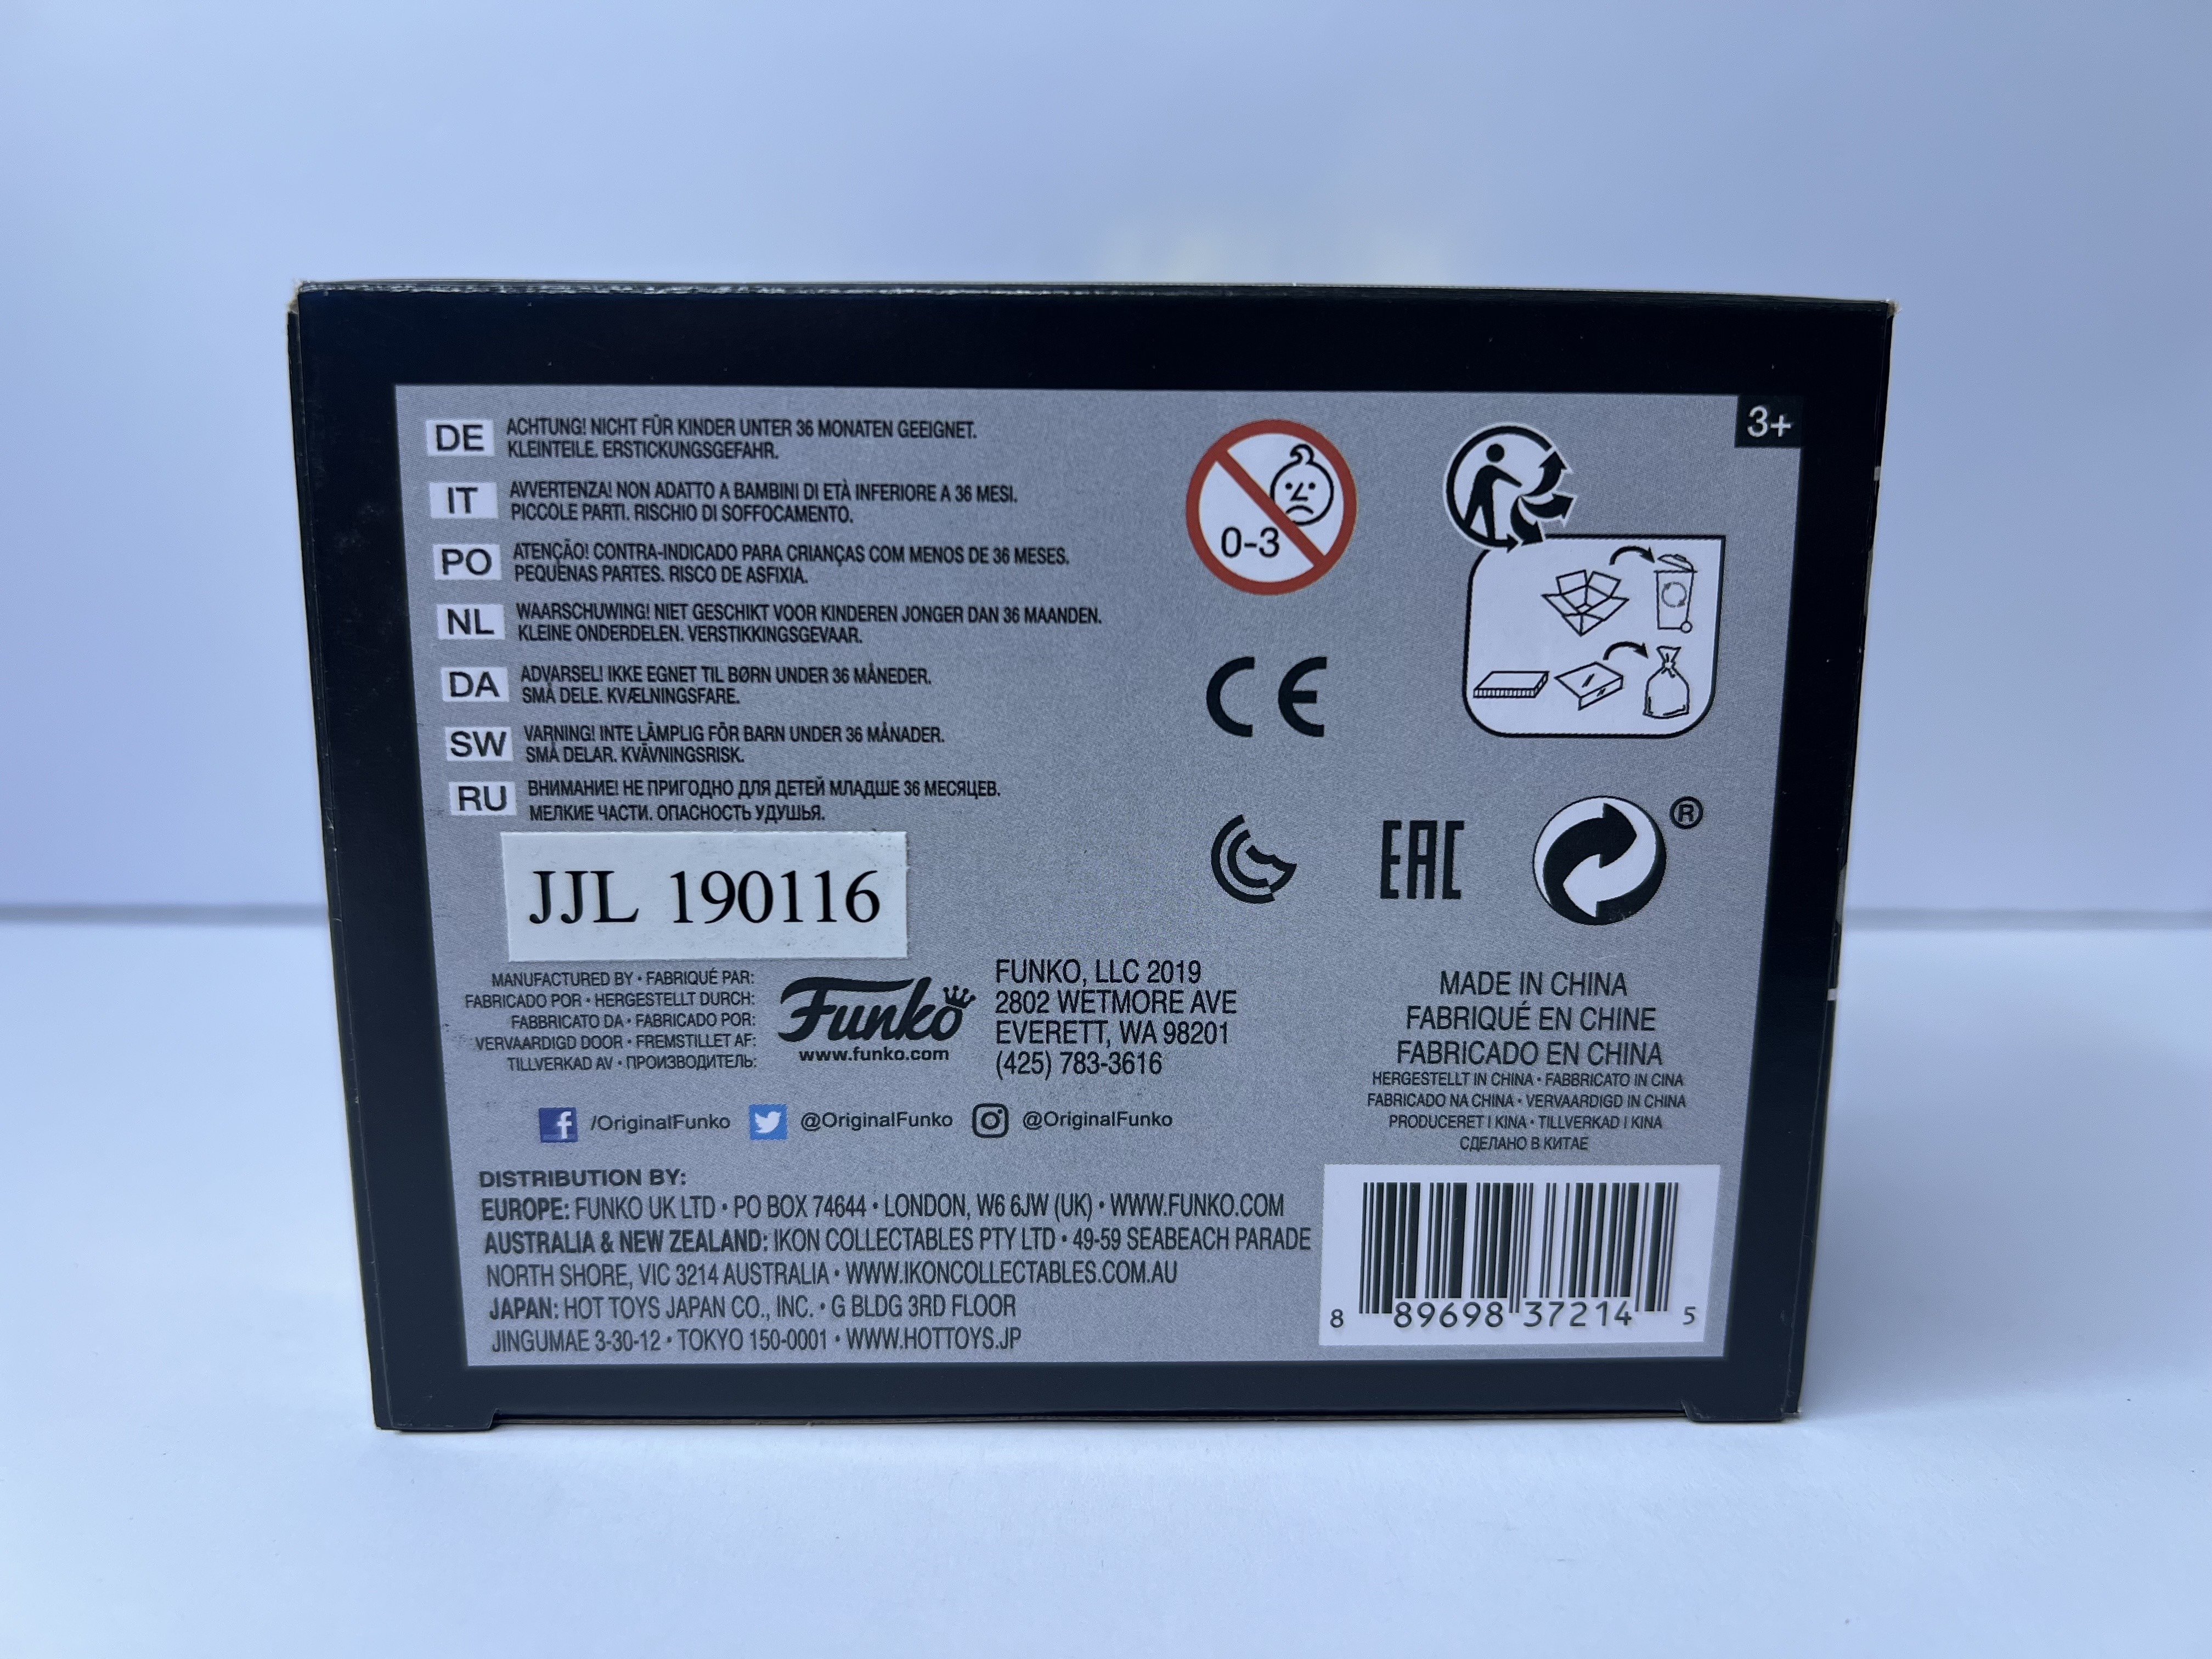 3+
DE
ACHTUNG! NICHT FÜR KINDER UNTER 36 MONATEN GEEIGNET.
KLEINTEILE. ERSTICKUNGSGEFAHR.
IT
AVVERTENZA! NON ADATTO A BAMBINI DI ETÀ INFERIORE A 36 MESI.
PICCOLE PARTI. RISCHIO DI SOFFOCAMENTO.
PO
ATENÇÃO! CONTRA-INDICADO PARA CRIANÇAS COM MENOS DE 36 MESES.
PEQUENAS PARTES. RISCO DE ASFIXIA.
NL
WAARSCHUWING! NIET GESCHIKT VOOR KINDEREN JONGER DAN 36 MAANDEN.
KLEINE ONDERDELEN. VERSTIKKINGSGEVAAR.
DA
ADVARSEL! IKKE EGNET TIL BØRN UNDER 36 MÅNEDER.
SMÅ DELE. KVÆLNINGSFARE.
SW
VARNING! INTE LÄMPLIG FÖR BARN UNDER 36 MÅNADER.
SMÅ DELAR. KVÄVNINGSRISK.
RU
ВНИМАНИЕ! НЕ ПРИГОДНО ДЛЯ ДЕТЕЙ МЛАДШЕ 36 МЕСЯЦЕВ.
МЕЛКИЕ ЧАСТИ. ОПАСНОСТЬ УДУШЬЯ.
0-3
CE
EAC
®
JJL 190116
MANUFACTURED BY • FABRIQUÉ PAR:
FABRICADO POR • HERGESTELLT DURCH:
FABBRICATO DA • FABRICADO POR:
VERVAARDIGD DOOR • FREMSTILLET AF:
TILLVERKAD AV • ПРОИЗВОДИТЕЛЬ:
Funko
www.funko.com
FUNKO, LLC 2019
2802 WETMORE AVE
EVERETT, WA 98201
(425) 783-3616
MADE IN CHINA
FABRIQUÉ EN CHINE
FABRICADO EN CHINA
HERGESTELLT IN CHINA • FABBRICATO IN CINA
FABRICADO NA CHINA • VERVAARDIGD IN CHINA
PRODUCERET I KINA • TILLVERKAD I KINA
СДЕЛАНО В КИТАЕ
f /OriginalFunko @OriginalFunko @OriginalFunko
DISTRIBUTION BY:
EUROPE: FUNKO UK LTD • PO BOX 74644 • LONDON, W6 6JW (UK) • WWW.FUNKO.COM
AUSTRALIA & NEW ZEALAND: IKON COLLECTABLES PTY LTD • 49-59 SEABEACH PARADE
NORTH SHORE, VIC 3214 AUSTRALIA • WWW.IKONCOLLECTABLES.COM.AU
JAPAN: HOT TOYS JAPAN CO., INC. • G BLDG 3RD FLOOR
JINGUMAE 3-30-12 • TOKYO 150-0001 • WWW.HOTTOYS.JP
8 89698 37214 5